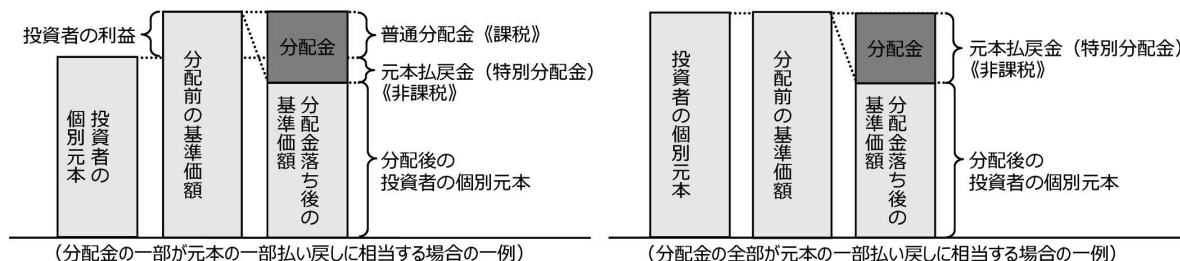 投資者の利益
投資者の
個別元本
分配前の基準価額
分配金
分配金落ち後の
基準価額
普通分配金《課税》
元本払戻金（特別分配金）
《非課税》
分配後の
投資者の個別元本
（分配金の一部が元本の一部払い戻しに相当する場合の一例）
投資者の個別元本
分配前の基準価額
分配金
分配金落ち後の
基準価額
元本払戻金（特別分配金）
《非課税》
分配後の
投資者の個別元本
（分配金の全部が元本の一部払い戻しに相当する場合の一例）